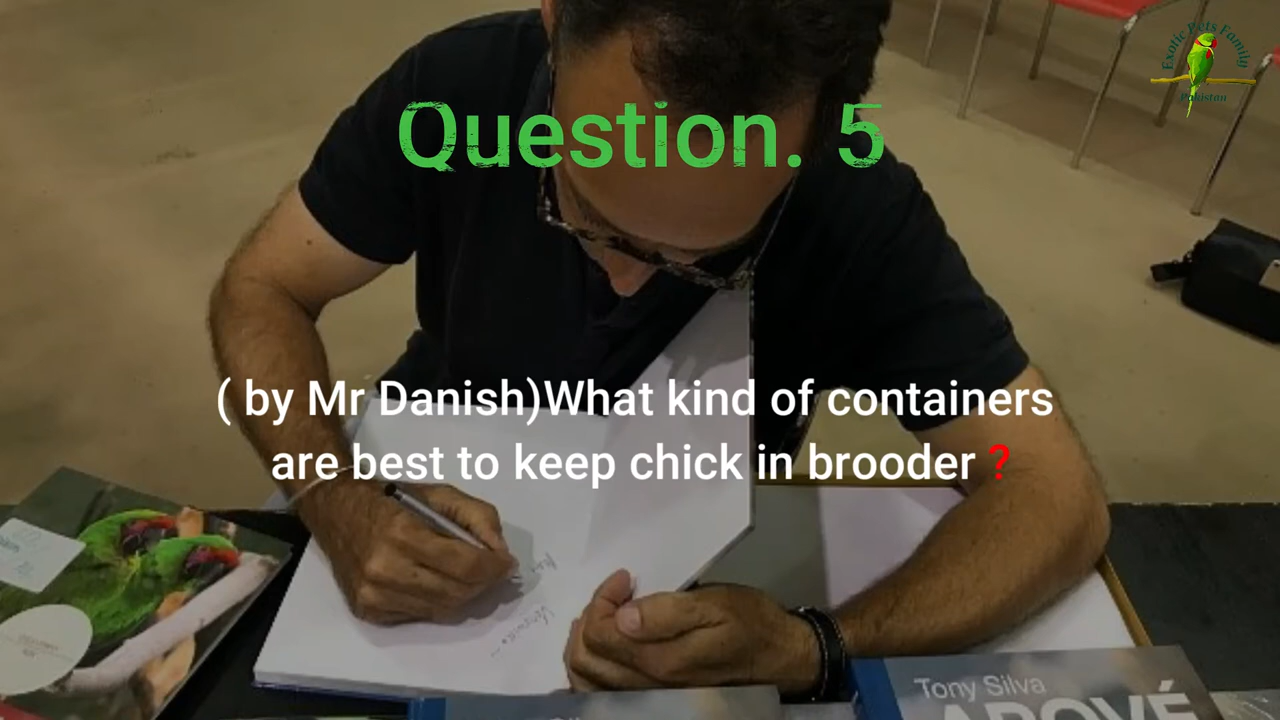 Exotic Pets Family
Pakistan
Question. 5
( by Mr Danish)What kind of containers
are best to keep chick in brooder ?
Tony Silva